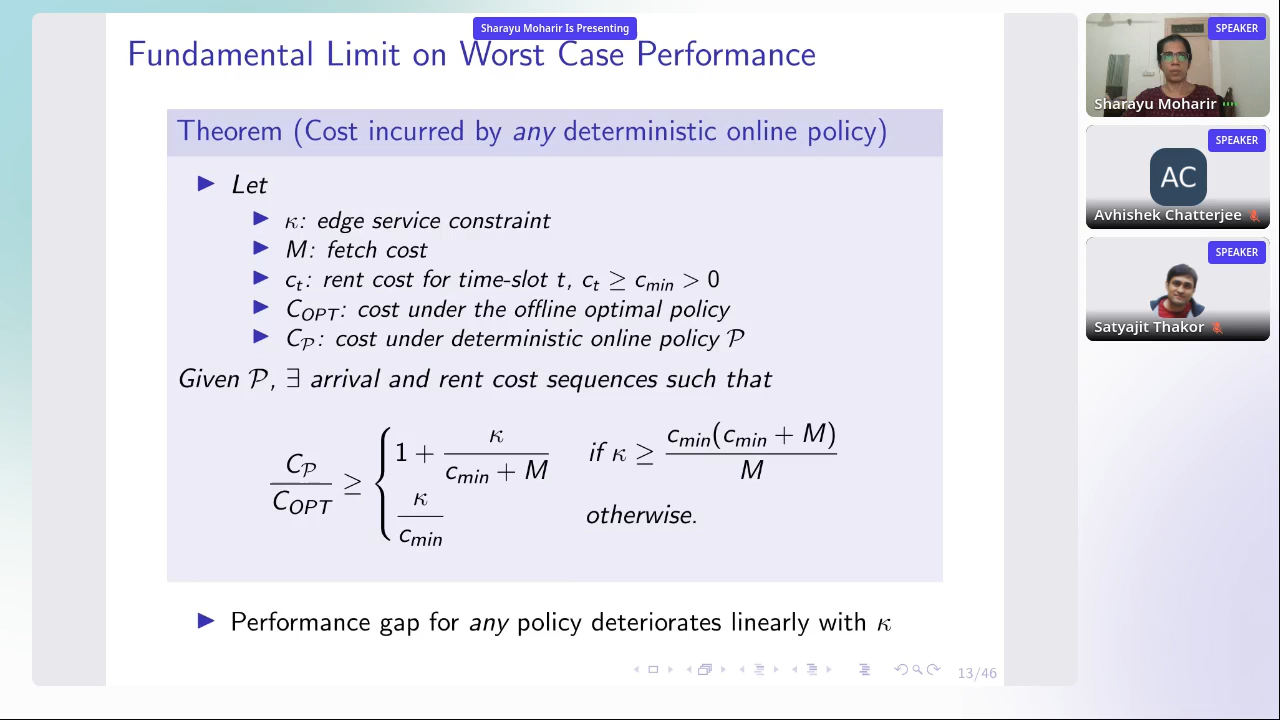 Sharayu Moharir Is Presenting
Fundamental Limit on Worst Case Performance
Theorem (Cost incurred by any deterministic online policy)
▶ Let
▶ κ: edge service constraint
▶ M: fetch cost
▶ c_t: rent cost for time-slot t, c_t ≥ c_min > 0
▶ C_OPT: cost under the offline optimal policy
▶ C_𝒫: cost under deterministic online policy 𝒫
Given 𝒫, ∃ arrival and rent cost sequences such that
C_𝒫 / C_OPT ≥ { 1 + κ / (c_min + M) if κ ≥ c_min(c_min + M) / M
κ / c_min otherwise.
▶ Performance gap for any policy deteriorates linearly with κ
13/46
SPEAKER
Sharayu Moharir
SPEAKER
AC
Avhishek Chatterjee
SPEAKER
Satyajit Thakor